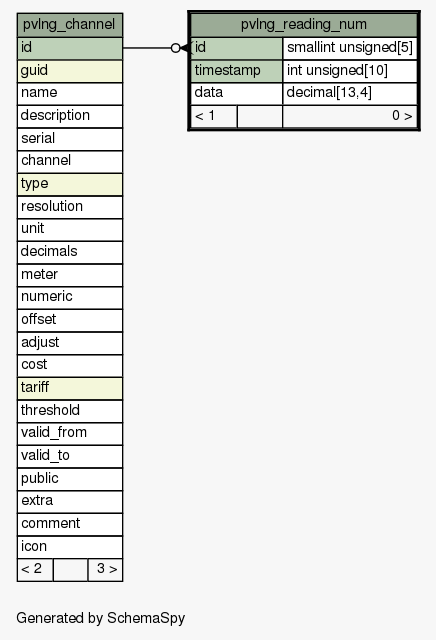 pvlng_channel
id
guid
name
description
serial
channel
type
resolution
unit
decimals
meter
numeric
offset
adjust
cost
tariff
threshold
valid_from
valid_to
public
extra
comment
icon
< 2 3 >
pvlng_reading_num
id smallint unsigned[5]
timestamp int unsigned[10]
data decimal[13,4]
< 1 0 >
Generated by SchemaSpy